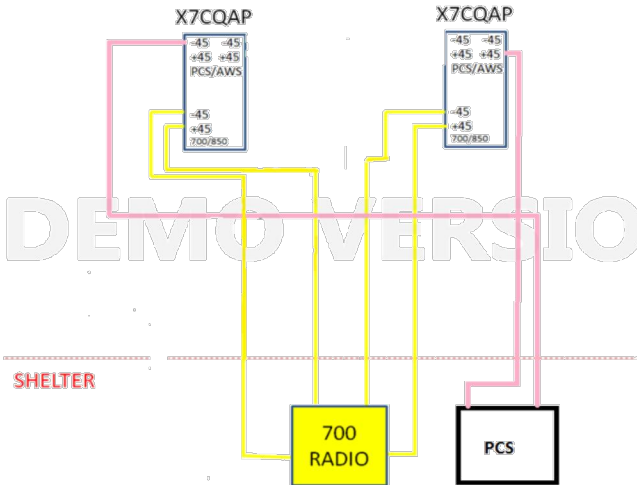 X7CQAP
X7CQAP
-45 -45
+45 +45
PCS/AWS
-45
+45
700/850
-45 -45
+45 +45
PCS/AWS
-45
+45
700/850
DEMO VERSIO
SHELTER
700
RADIO
PCS